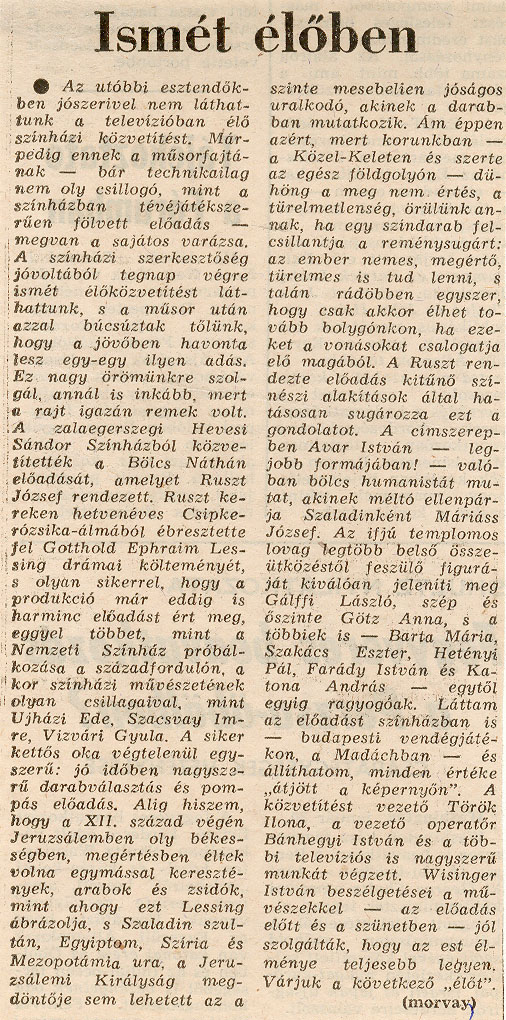 Ismét élőben
● Az utóbbi esztendők-
ben jószerivel nem láthat-
tunk a televízióban élő
színházi közvetítést. Már-
pedig ennek a műsorfajtá-
nak — bár technikailag
nem oly csillogó, mint a
színházban tévéjátéksze-
rűen fölvett előadás —
megvan a sajátos varázsa.
A színházi szerkesztőség
jóvoltából tegnap végre
ismét élőközvetítést lát-
hattunk, s a műsor után
azzal búcsúztak tőlünk,
hogy a jövőben havonta
lesz egy-egy ilyen adás.
Ez nagy örömünkre szol-
gál, annál is inkább, mert
a rajt igazán remek volt.
A zalaegerszegi Hevesi
Sándor Színházból közve-
títették a Bölcs Náthán
előadását, amelyet Ruszt
József rendezett. Ruszt ke-
reken hetvenéves Csipke-
rózsika-álmából ébresztette
fel Gotthold Ephraim Les-
sing drámai költeményét,
s olyan sikerrel, hogy a
produkció már eddig is
harminc előadást ért meg,
eggyel többet, mint a
Nemzeti Színház próbál-
kozása a századfordulón, a
kor színházi művészetének
olyan csillagaival, mint
Ujházi Ede, Szacsvay Im-
re, Vizvári Gyula. A siker
kettős oka végtelenül egy-
szerű: jó időben nagysze-
rű darabválasztás és pom-
pás előadás. Alig hiszem,
hogy a XII. század végén
Jeruzsálemben oly békes-
ségben, megértésben éltek
volna egymással kereszté-
nyek, arabok és zsidók,
mint ahogy ezt Lessing
ábrázolja, s Szaladin szul-
tán, Egyiptom, Szíria és
Mezopotámia ura, a Jeru-
zsálemi Királyság meg-
döntője sem lehetett az a
szinte mesebelien jóságos
uralkodó, akinek a darab-
ban mutatkozik. Ám éppen
azért, mert korunkban —
a Közel-Keleten és szerte
az egész földgolyón — dü-
höng a meg nem értés, a
türelmetlenség, örülünk an-
nak, ha egy színdarab fel-
csillantja a reménysugárt:
az ember nemes, megértő,
türelmes is tud lenni, s
talán rádöbben egyszer,
hogy csak akkor élhet to-
vább bolygónkon, ha eze-
ket a vonásokat csalogatja
elő magából. A Ruszt ren-
dezte előadás kitűnő szí-
nészi alakítások által ha-
tásosan sugározza ezt a
gondolatot. A címszerep-
ben Avar István — leg-
jobb formájában! — való-
ban bölcs humanistát mu-
tat, akinek méltó ellenpár-
ja Szaladinként Máriáss
József. Az ifjú templomos
lovag legtöbb belső össze-
ütközéstől feszülő figurá-
ját kiválóan jeleníti meg
Gálffi László, szép és
őszinte Götz Anna, s a
többiek is — Barta Mária,
Szakács Eszter, Hetényi
Pál, Farády István és Ka-
tona András — egytől
egyig ragyogóak. Láttam
az előadást színházban is
— budapesti vendégjáté-
kon, a Madáchban — és
állíthatom, minden értéke
„átjött a képernyőn”. A
közvetítést vezető Török
Ilona, a vezető operatőr
Bánhegyi István és a töb-
bi televíziós is nagyszerű
munkát végzett. Wisinger
István beszélgetései a mű-
vészekkel — az előadás
előtt és a szünetben — jól
szolgálták, hogy az est él-
ménye teljesebb legyen.
Várjuk a következő „élőt”.
(morvay)